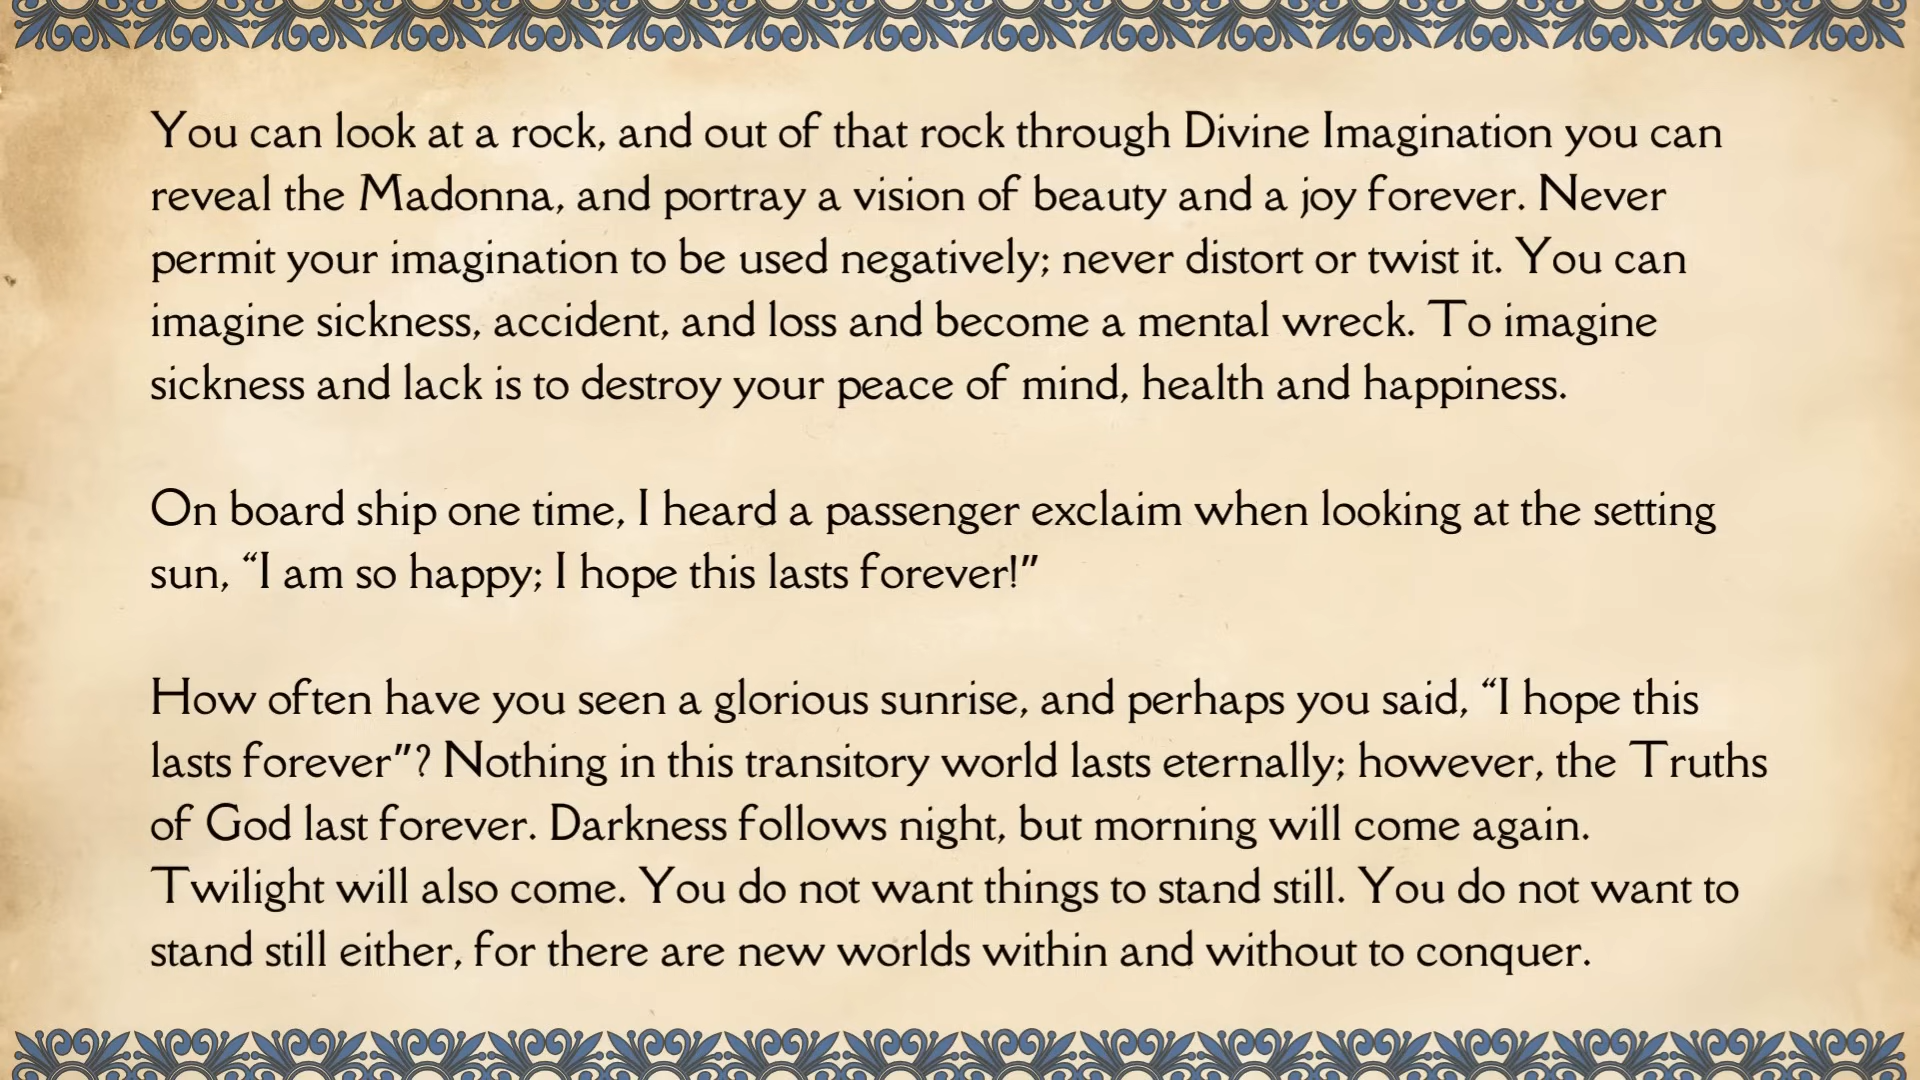 You can look at a rock, and out of that rock through Divine Imagination you can
reveal the Madonna, and portray a vision of beauty and a joy forever. Never
permit your imagination to be used negatively; never distort or twist it. You can
imagine sickness, accident, and loss and become a mental wreck. To imagine
sickness and lack is to destroy your peace of mind, health and happiness.
On board ship one time, I heard a passenger exclaim when looking at the setting
sun, “I am so happy; I hope this lasts forever!”
How often have you seen a glorious sunrise, and perhaps you said, “I hope this
lasts forever”? Nothing in this transitory world lasts eternally; however, the Truths
of God last forever. Darkness follows night, but morning will come again.
Twilight will also come. You do not want things to stand still. You do not want to
stand still either, for there are new worlds within and without to conquer.